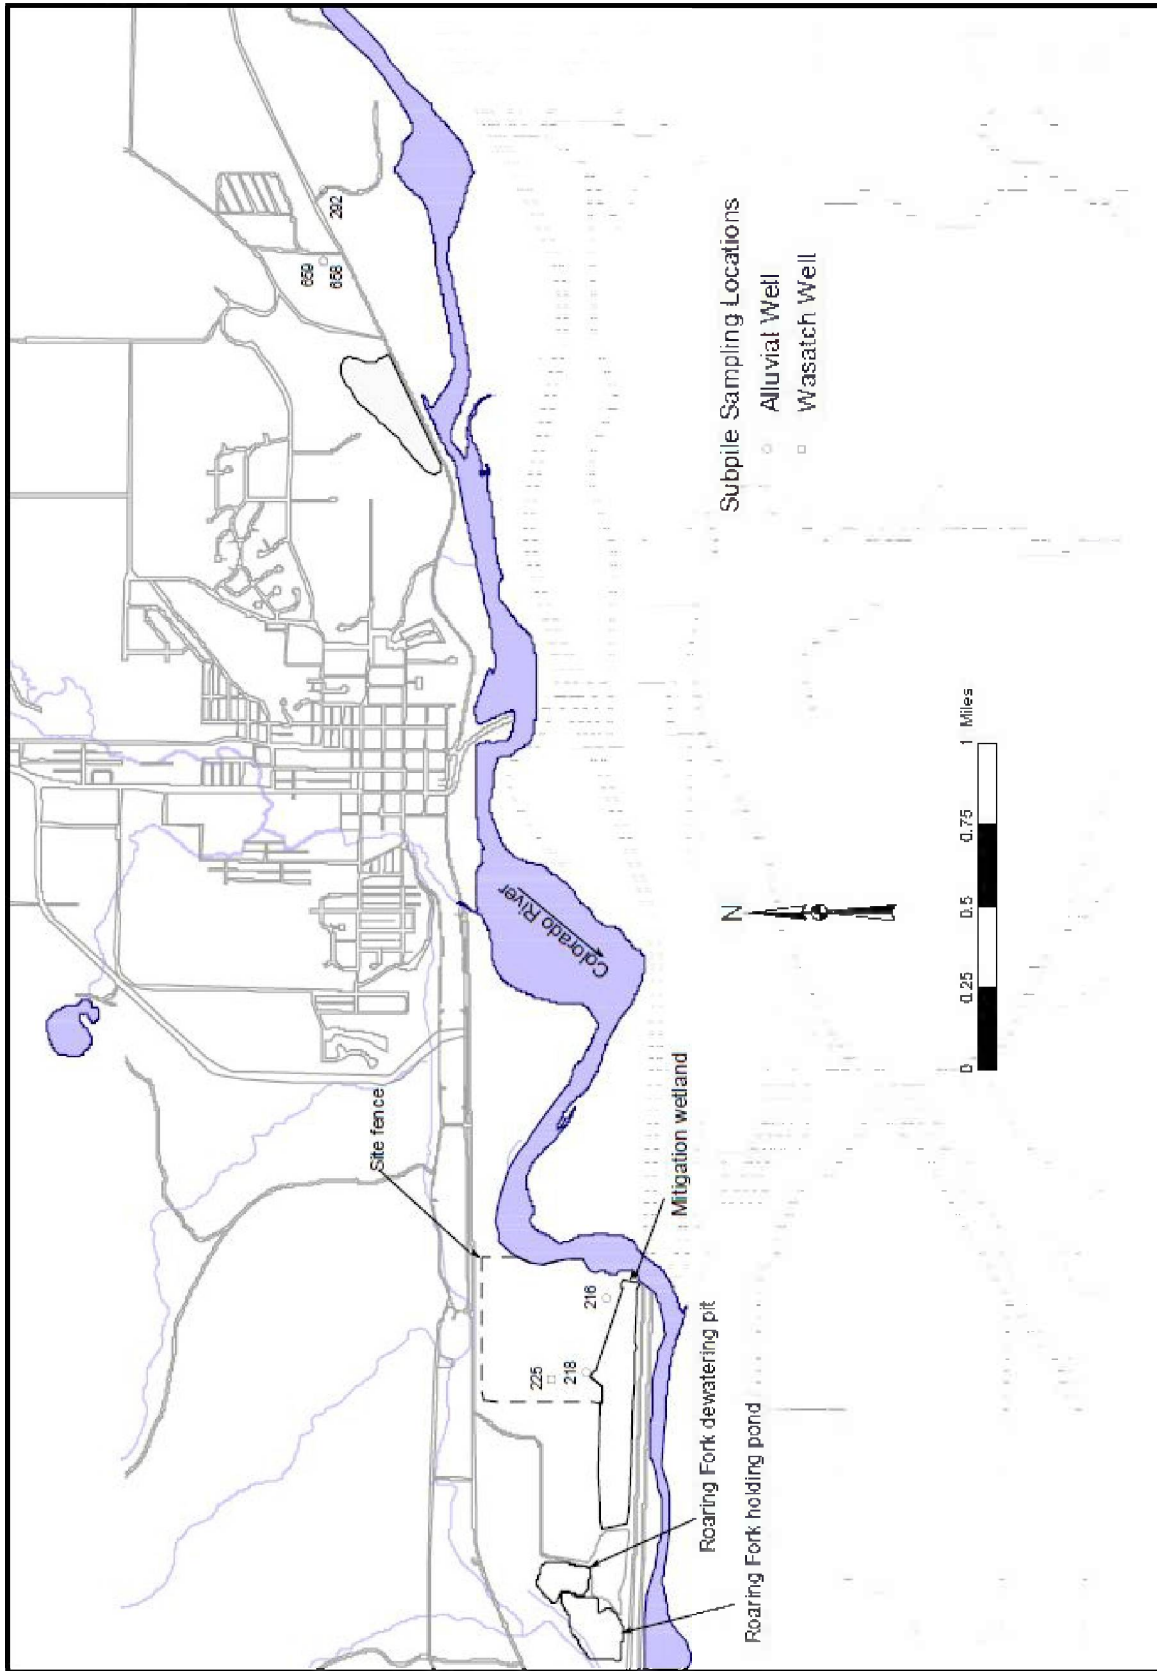 Site fence
659
658
292
Colorado River
216
218
225
Mitigation wetland
Roaring Fork dewatering pit
Roaring Fork holding pond
N
0
0.25
0.5
0.75
1 Miles
Subpile Sampling Locations
Alluvial Well
Wasatch Well